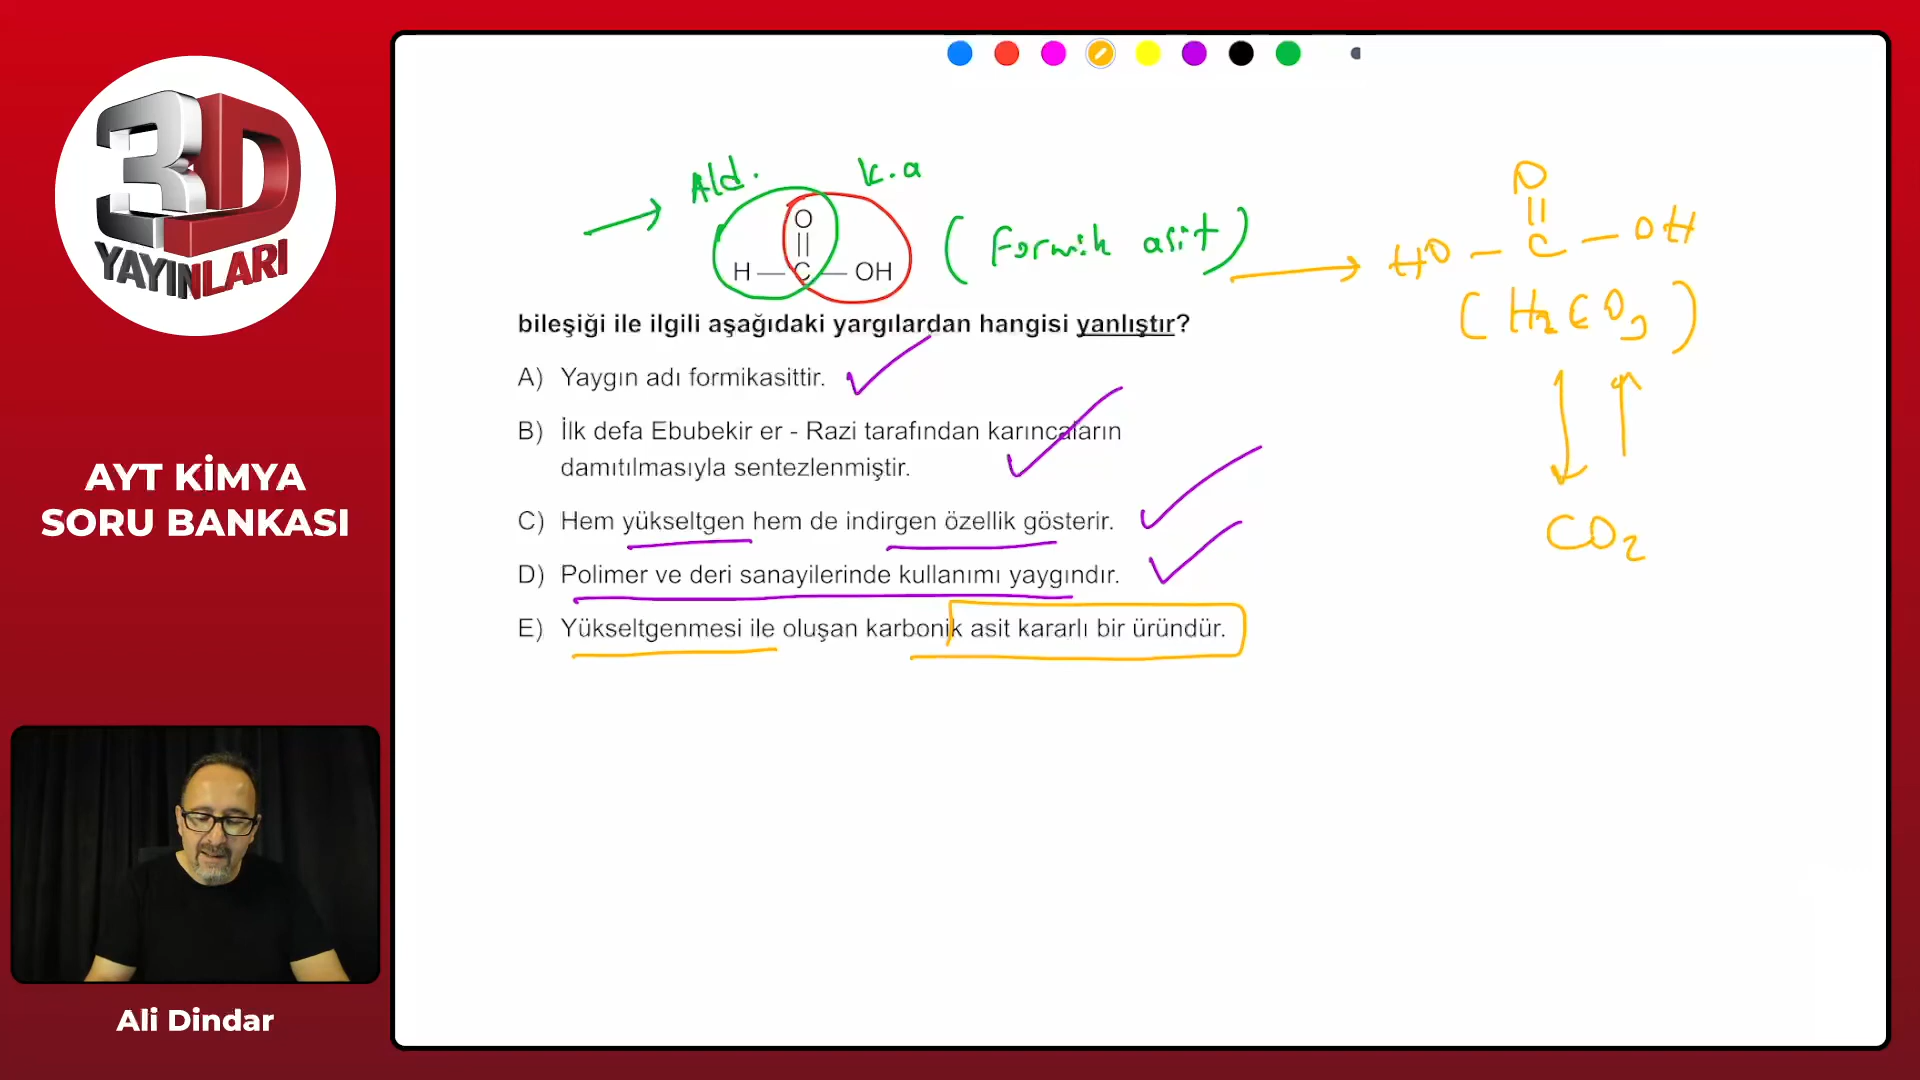 3D
YAYINLARI
AYT KİMYA
SORU BANKASI
Ali Dindar
Ald.
k.a
O
H — C — OH
(Formik asit)
O
HO - C - OH
(H₂CO₃)
CO₂
bileşiği ile ilgili aşağıdaki yargılardan hangisi yanlıştır?
A) Yaygın adı formikasittir.
B) İlk defa Ebubekir er - Razi tarafından karıncaların
damıtılmasıyla sentezlenmiştir.
C) Hem yükseltgen hem de indirgen özellik gösterir.
D) Polimer ve deri sanayilerinde kullanımı yaygındır.
E) Yükseltgenmesi ile oluşan karbonik asit kararlı bir üründür.